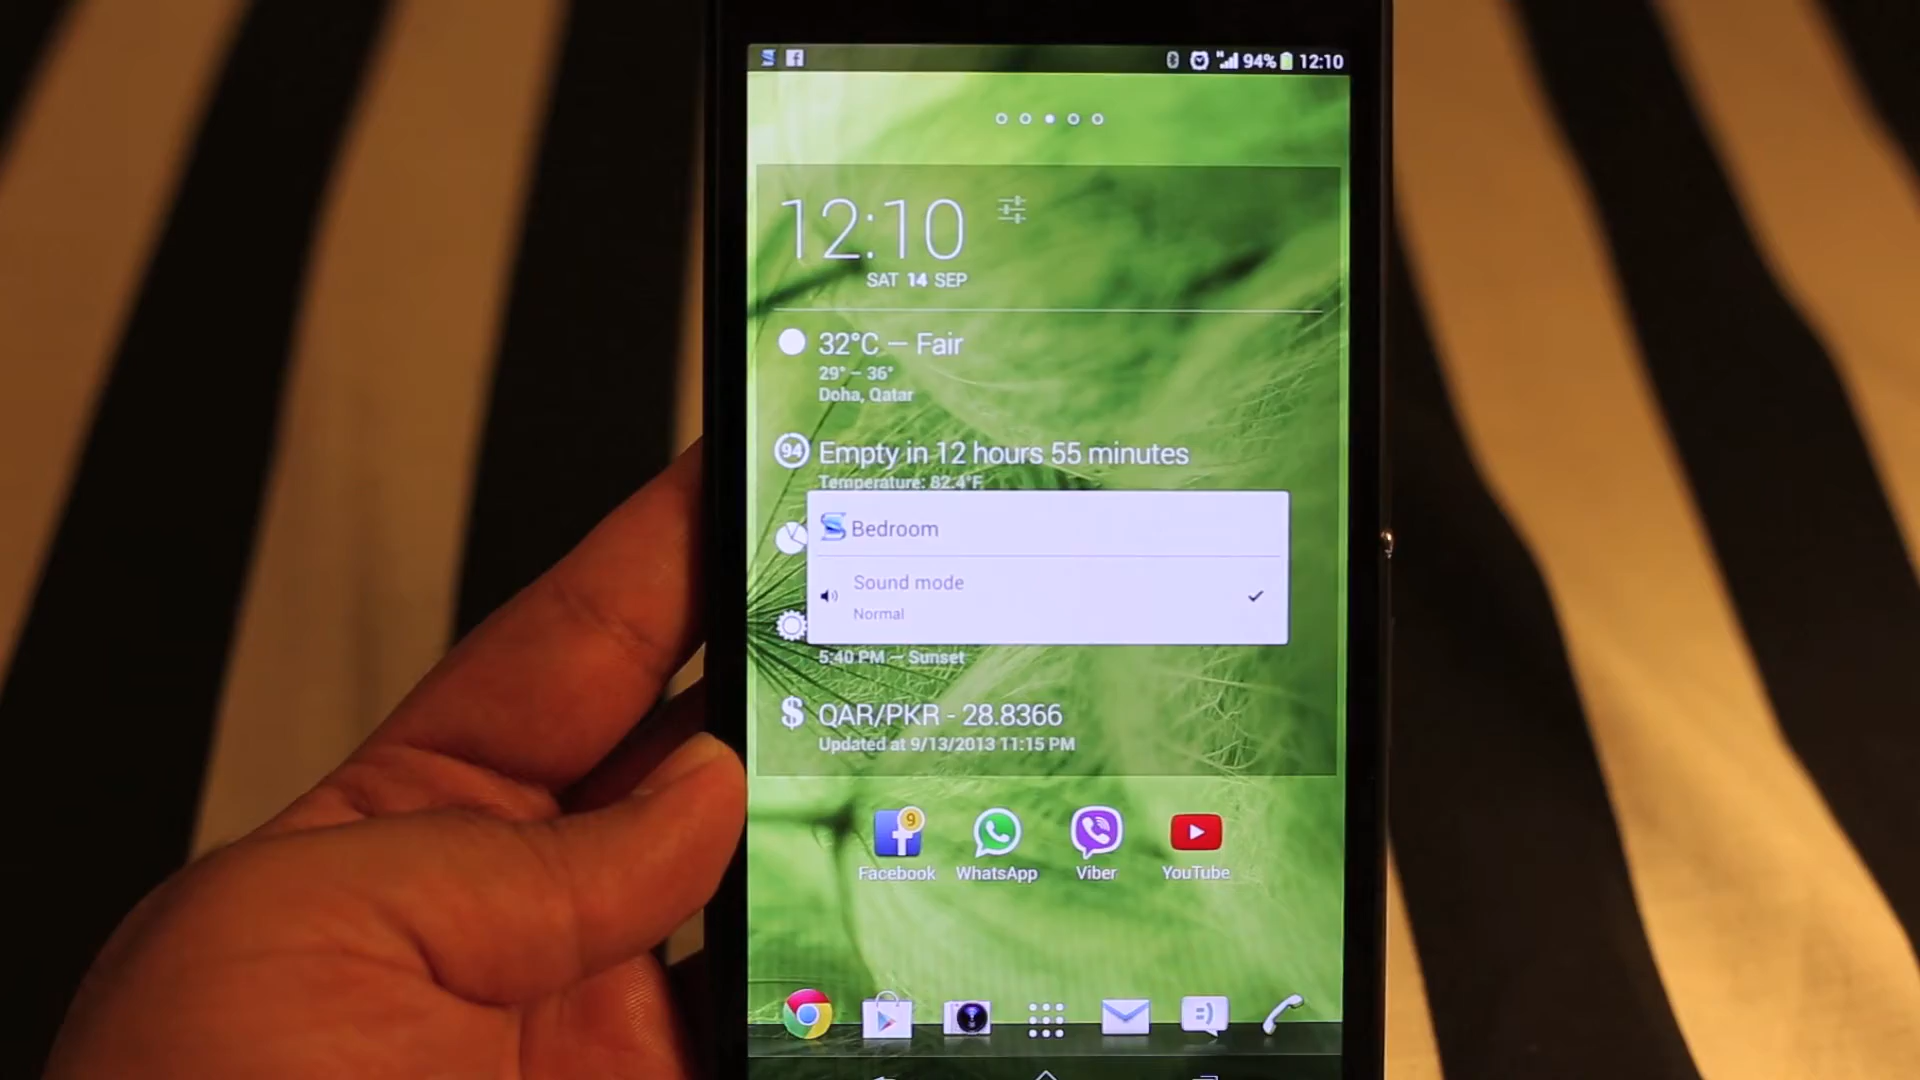 94% 12:10
12:10
SAT 14 SEP
32°C — Fair
29° — 36°
Doha, Qatar
94 Empty in 12 hours 55 minutes
Temperature: 82.4°F
Bedroom
Sound mode
Normal
5:40 PM — Sunset
$ QAR/PKR - 28.8366
Updated at 9/13/2013 11:15 PM
9
Facebook WhatsApp Viber YouTube